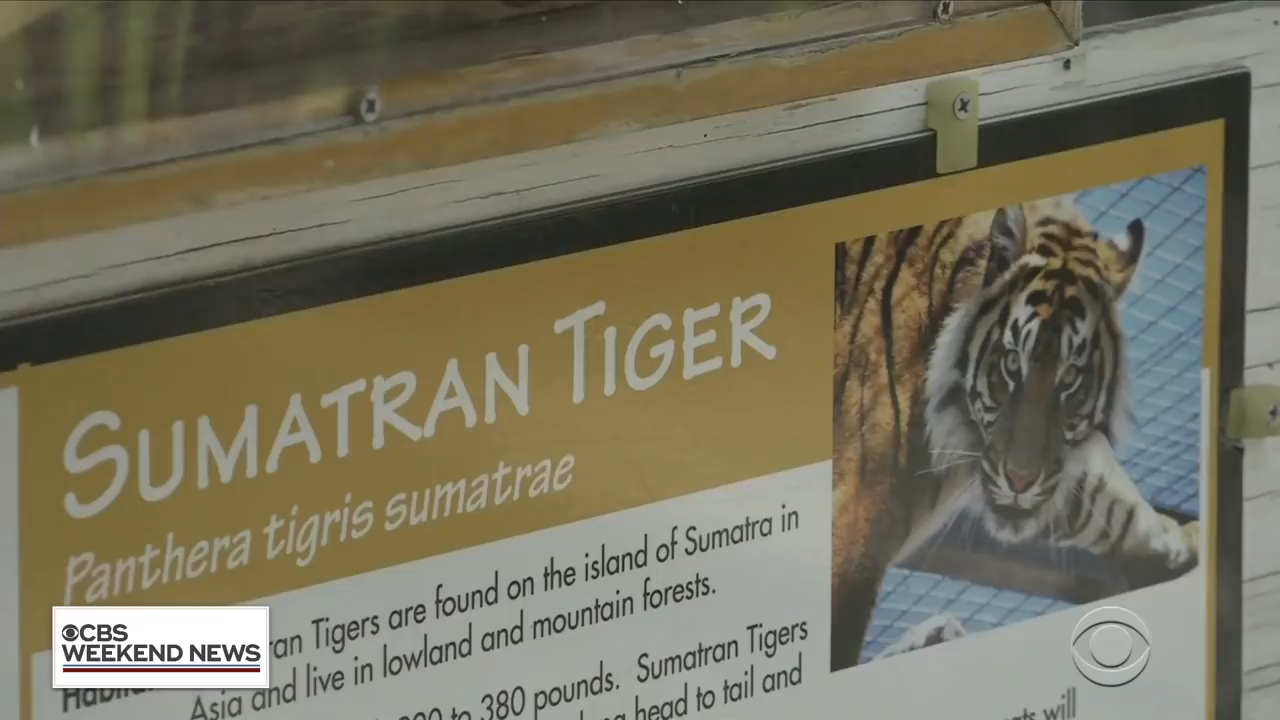 SUMATRAN TIGER
Panthera tigris sumatrae
Tigers are found on the island of Sumatra in
Asia and live in lowland and mountain forests.
to 380 pounds. Sumatran Tigers
head to tail and
will
CBS
WEEKEND NEWS